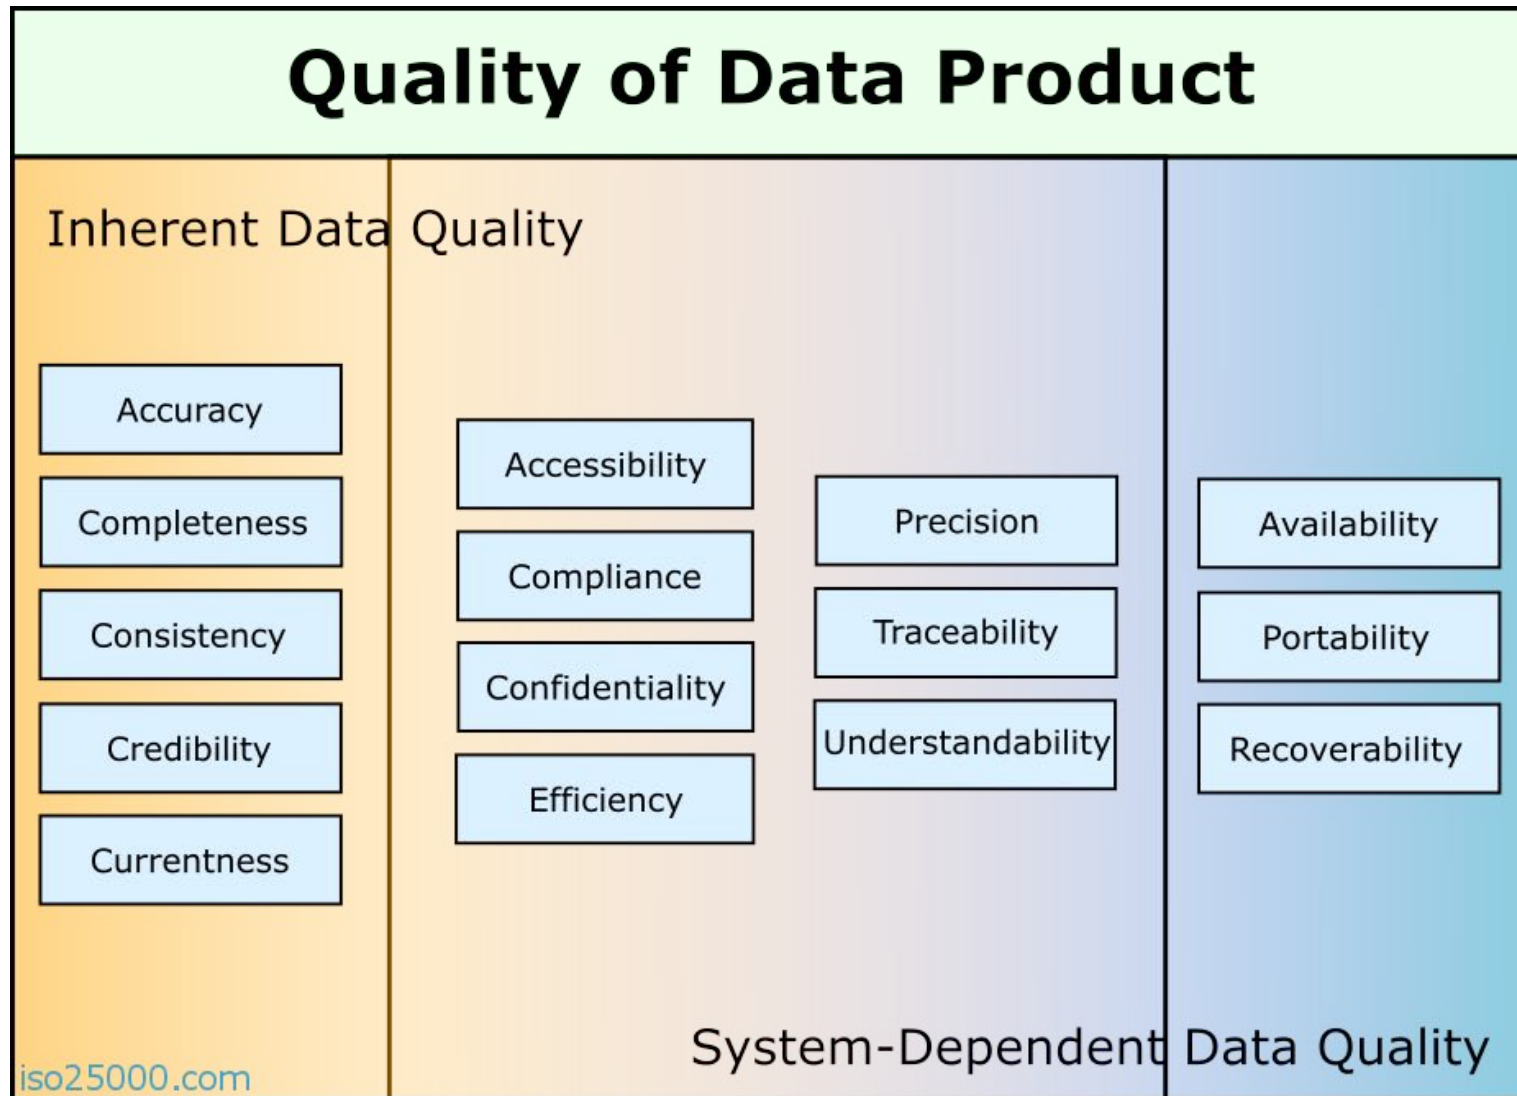 Quality of Data Product
Inherent Data Quality
Accuracy
Completeness
Consistency
Credibility
Currentness
Accessibility
Compliance
Confidentiality
Efficiency
Precision
Traceability
Understandability
Availability
Portability
Recoverability
System-Dependent Data Quality
iso25000.com